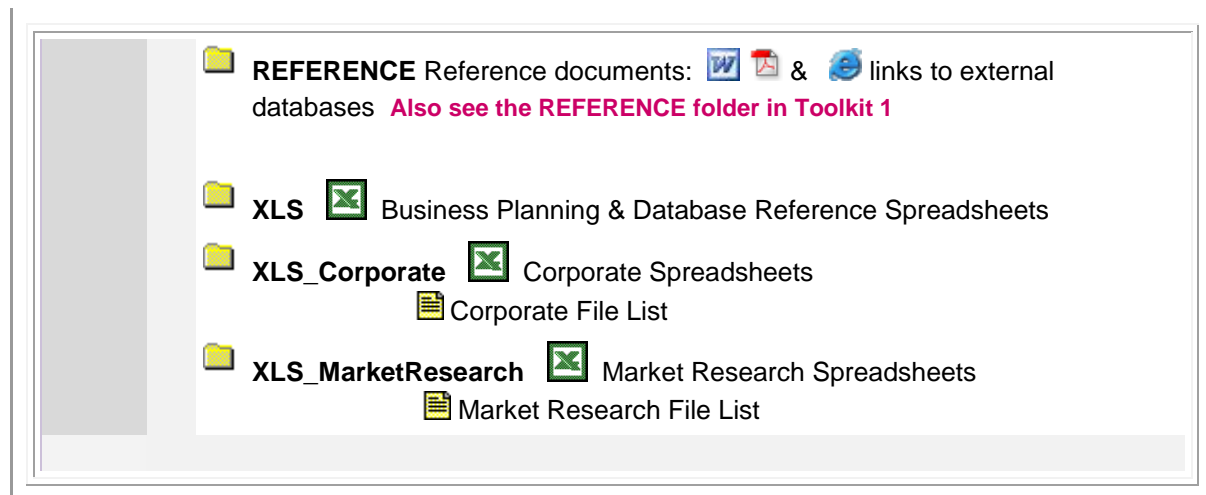 REFERENCE Reference documents: & links to external
databases Also see the REFERENCE folder in Toolkit 1
XLS Business Planning & Database Reference Spreadsheets
XLS_Corporate Corporate Spreadsheets
Corporate File List
XLS_MarketResearch Market Research Spreadsheets
Market Research File List